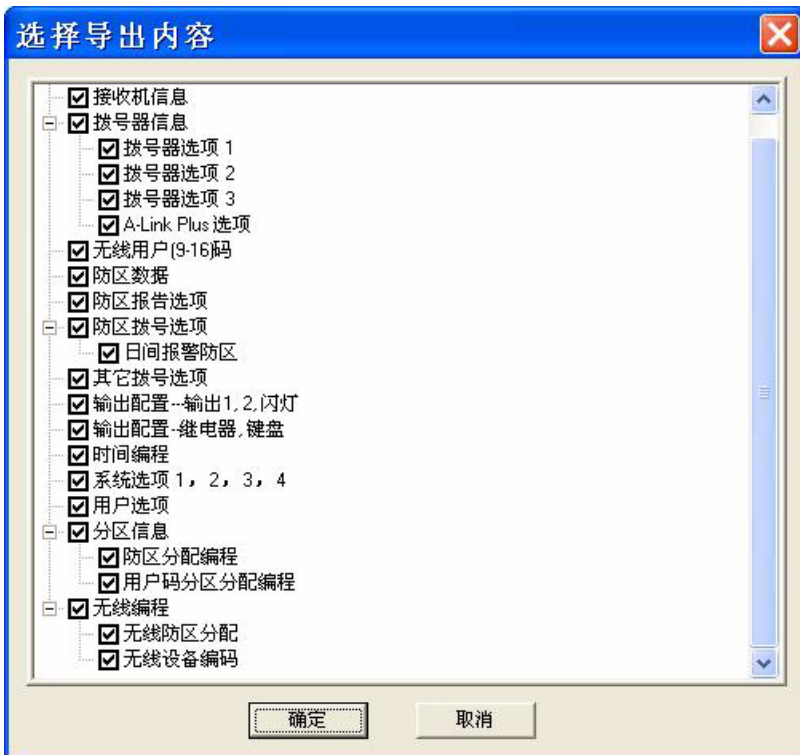 选择导出内容
接收机信息
拨号器信息
拨号器选项 1
拨号器选项 2
拨号器选项 3
A-Link Plus 选项
无线用户(9-16)码
防区数据
防区报告选项
防区拨号选项
日间报警防区
其它拨号选项
输出配置--输出1,2,闪灯
输出配置-继电器,键盘
时间编程
系统选项 1，2，3，4
用户选项
分区信息
防区分配编程
用户码分区分配编程
无线编程
无线防区分配
无线设备编码
确定 取消